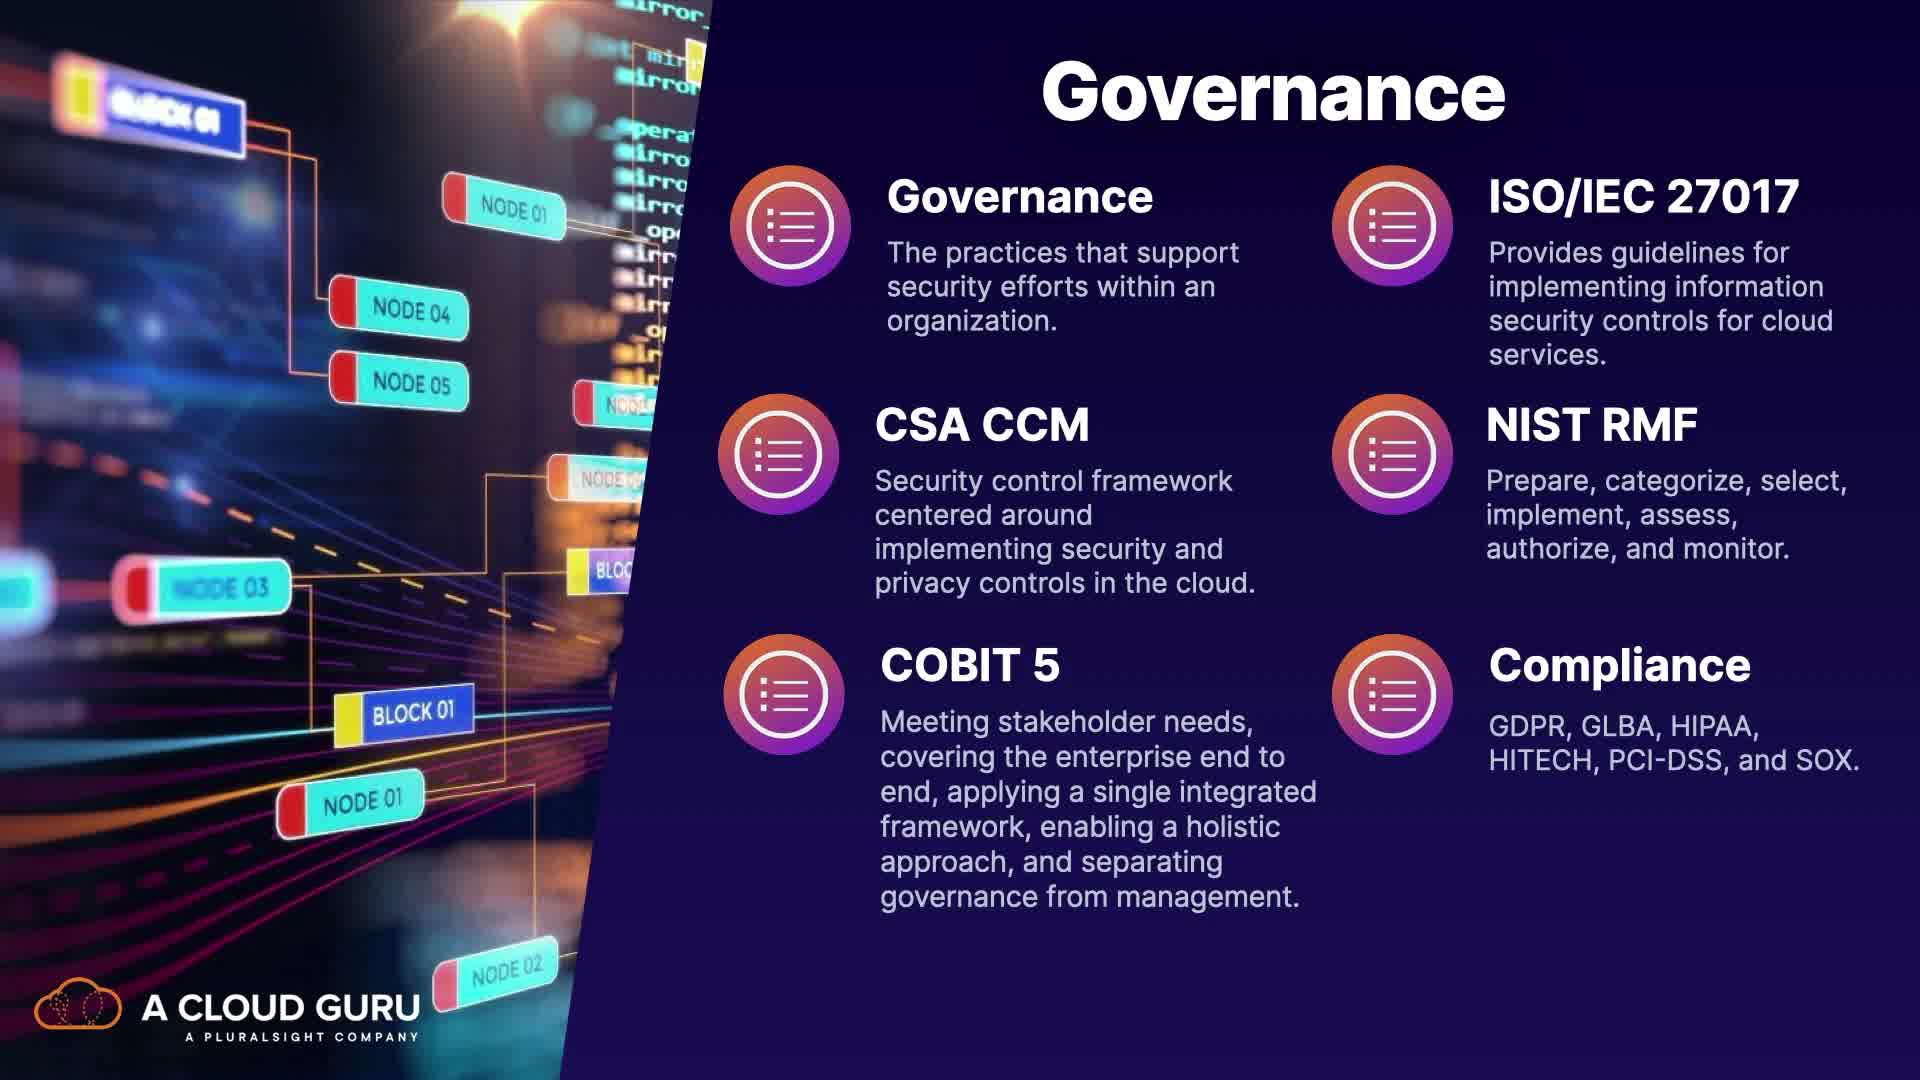 Governance
Governance
The practices that support
security efforts within an
organization.
ISO/IEC 27017
Provides guidelines for
implementing information
security controls for cloud
services.
CSA CCM
Security control framework
centered around
implementing security and
privacy controls in the cloud.
NIST RMF
Prepare, categorize, select,
implement, assess,
authorize, and monitor.
COBIT 5
Meeting stakeholder needs,
covering the enterprise end to
end, applying a single integrated
framework, enabling a holistic
approach, and separating
governance from management.
Compliance
GDPR, GLBA, HIPAA,
HITECH, PCI-DSS, and SOX.
BLOCK 01
NODE 01
NODE 04
NODE 05
NODE 03
BLOCK 01
NODE 01
NODE 02
A CLOUD GURU
A PLURALSIGHT COMPANY